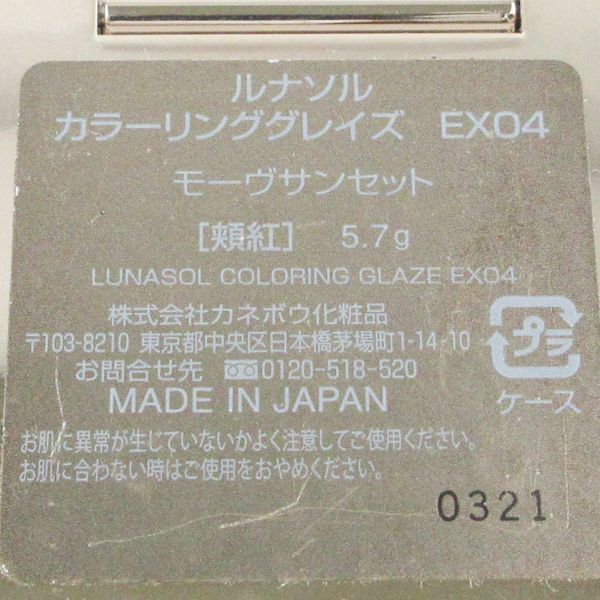 ルナソル
カラーリンググレイズ EX04
モーヴサンセット
[頬紅] 5.7g
LUNASOL COLORING GLAZE EX04
株式会社カネボウ化粧品
〒103-8210 東京都中央区日本橋茅場町1-14-10
お問合せ先 0120-518-520
MADE IN JAPAN
プラ
ケース
お肌に異常が生じていないかよく注意してご使用ください。
お肌に合わない時はご使用をおやめください。
0321